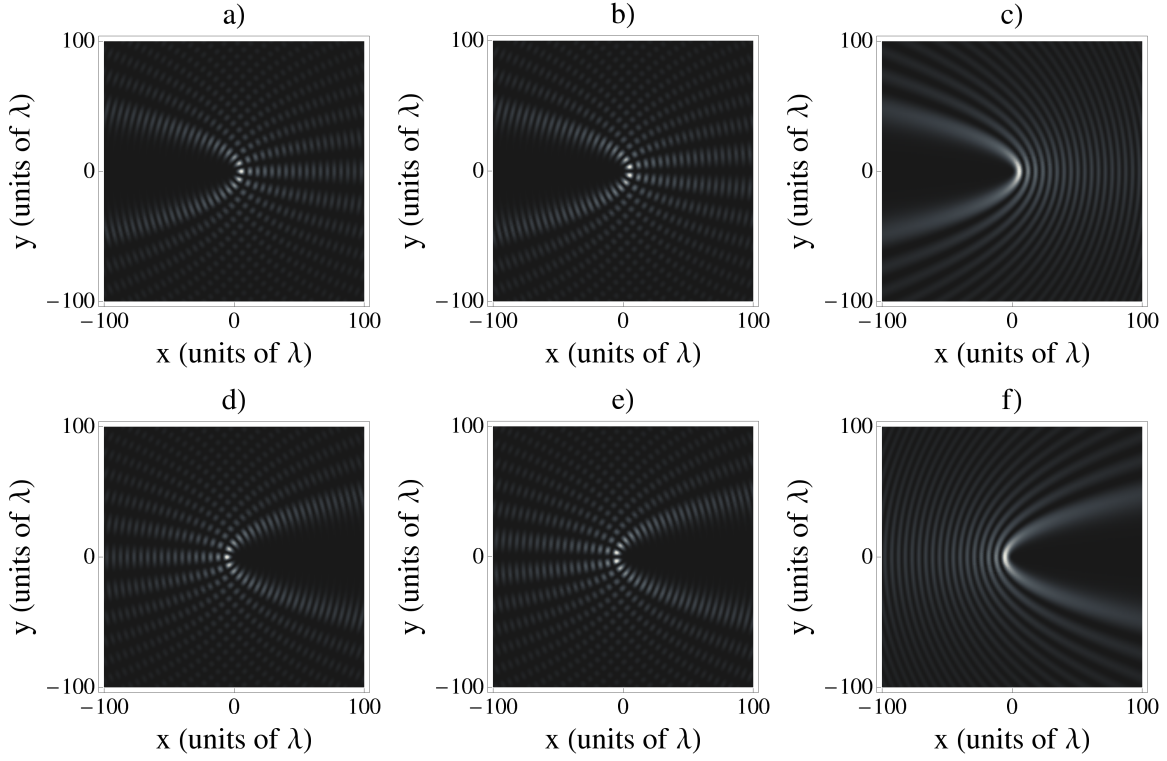 a) b) c)
100 100 100
y (units of λ) y (units of λ) y (units of λ)
0 0 0
−100 −100 −100
−100 0 100 −100 0 100 −100 0 100
x (units of λ) x (units of λ) x (units of λ)
d) e) f)
100 100 100
y (units of λ) y (units of λ) y (units of λ)
0 0 0
−100 −100 −100
−100 0 100 −100 0 100 −100 0 100
x (units of λ) x (units of λ) x (units of λ)